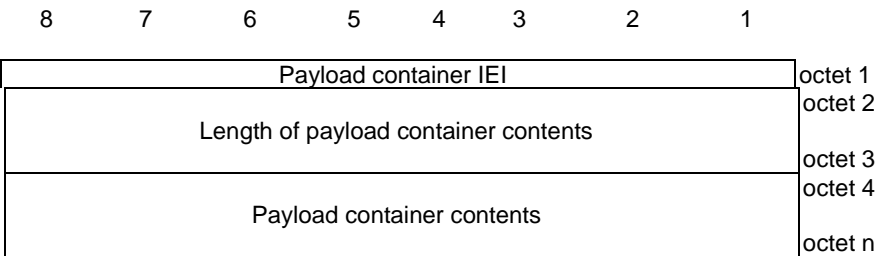 8 7 6 5 4 3 2 1
Payload container IEI octet 1
octet 2
Length of payload container contents
octet 3
octet 4
Payload container contents
octet n